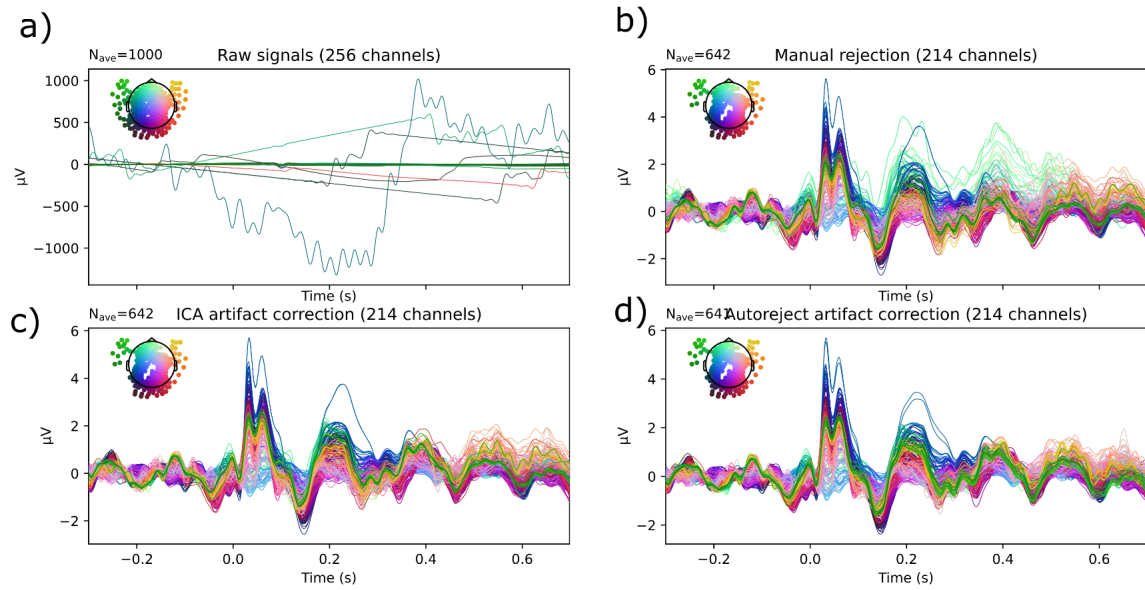 a)
N_ave=1000
Raw signals (256 channels)
1000
500
0
−500
−1000
µV
Time (s)
b)
N_ave=642
Manual rejection (214 channels)
6
4
2
0
−2
µV
Time (s)
c)
N_ave=642
ICA artifact correction (214 channels)
6
4
2
0
−2
µV
−0.2 0.0 0.2 0.4 0.6
Time (s)
d)
N_ave=641
Autoreject artifact correction (214 channels)
6
4
2
0
−2
µV
−0.2 0.0 0.2 0.4 0.6
Time (s)